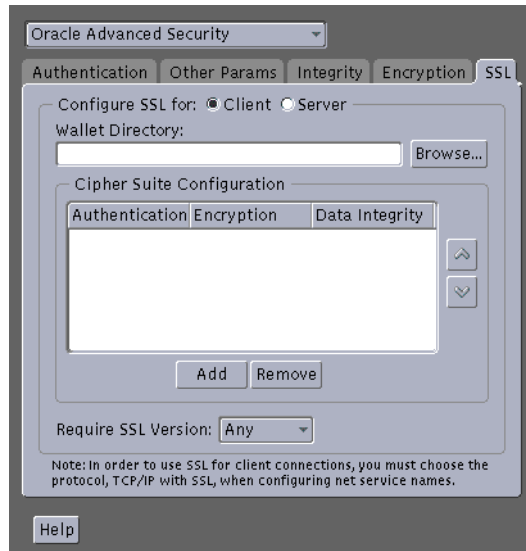 Oracle Advanced Security
Authentication Other Params Integrity Encryption SSL
Configure SSL for: Client Server
Wallet Directory:
Browse...
Cipher Suite Configuration
Authentication Encryption Data Integrity
Add Remove
Require SSL Version: Any
Note: In order to use SSL for client connections, you must choose the
protocol, TCP/IP with SSL, when configuring net service names.
Help